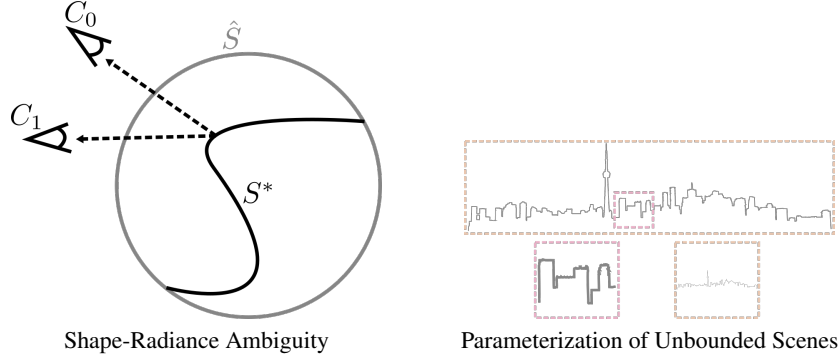 C₀
Ŝ
C₁
S*
Shape-Radiance Ambiguity
Parameterization of Unbounded Scenes